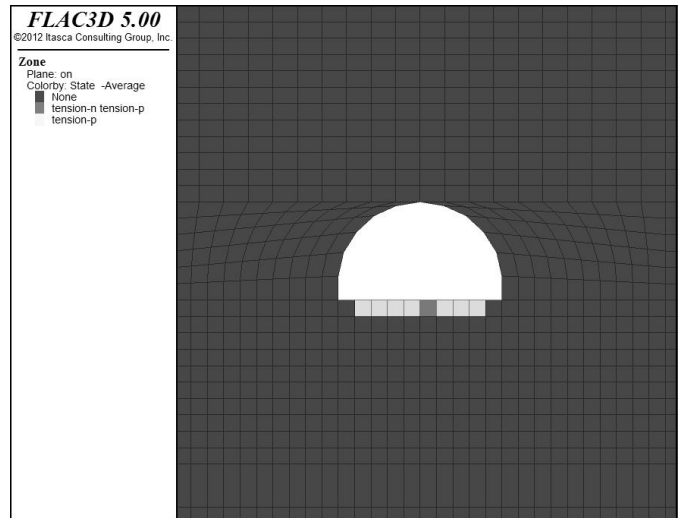 FLAC3D 5.00
©2012 Itasca Consulting Group, Inc.
Zone
Plane: on
Colorby: State -Average
None
tension-n tension-p
tension-p